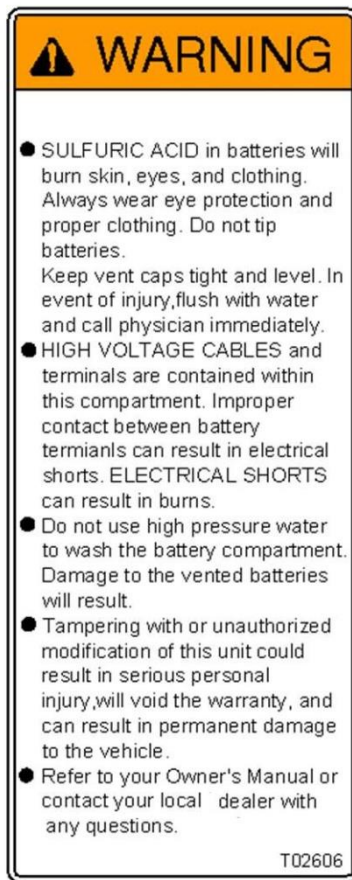 WARNING
● SULFURIC ACID in batteries will
burn skin, eyes, and clothing.
Always wear eye protection and
proper clothing. Do not tip
batteries.
Keep vent caps tight and level. In
event of injury,flush with water
and call physician immediately.
● HIGH VOLTAGE CABLES and
terminals are contained within
this compartment. Improper
contact between battery
termianls can result in electrical
shorts. ELECTRICAL SHORTS
can result in burns.
● Do not use high pressure water
to wash the battery compartment.
Damage to the vented batteries
will result.
● Tampering with or unauthorized
modification of this unit could
result in serious personal
injury,will void the warranty, and
can result in permanent damage
to the vehicle.
● Refer to your Owner's Manual or
contact your local dealer with
any questions.
T02606